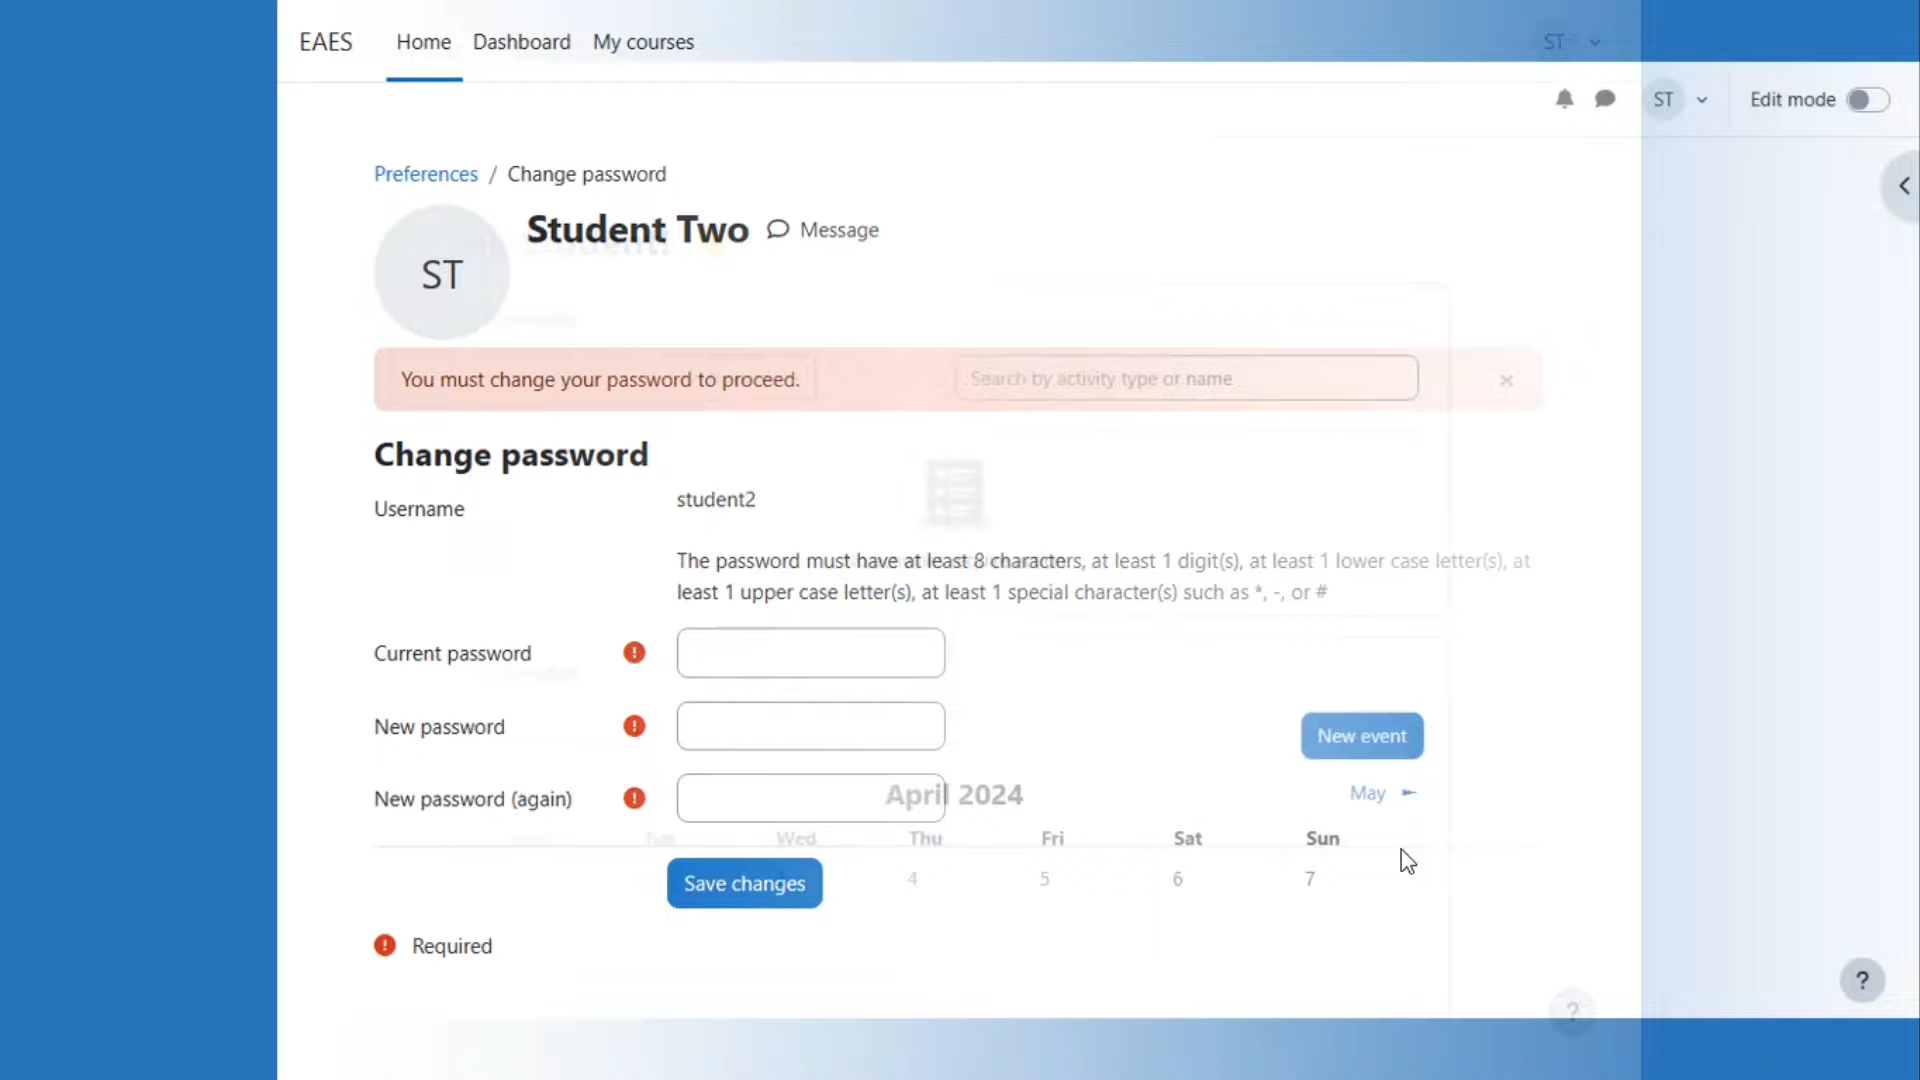 EAES Home Dashboard My courses ST
ST Edit mode
Preferences / Change password
Student Two Message
ST
You must change your password to proceed.
Search by activity type or name
Change password
Username student2
The password must have at least 8 characters, at least 1 digit(s), at least 1 lower case letter(s), at
least 1 upper case letter(s), at least 1 special character(s) such as *, -, or #
Current password
New password
New event
New password (again)
April 2024
May
Tue Wed Thu Fri Sat Sun
Save changes
4 5 6 7
Required
?
?